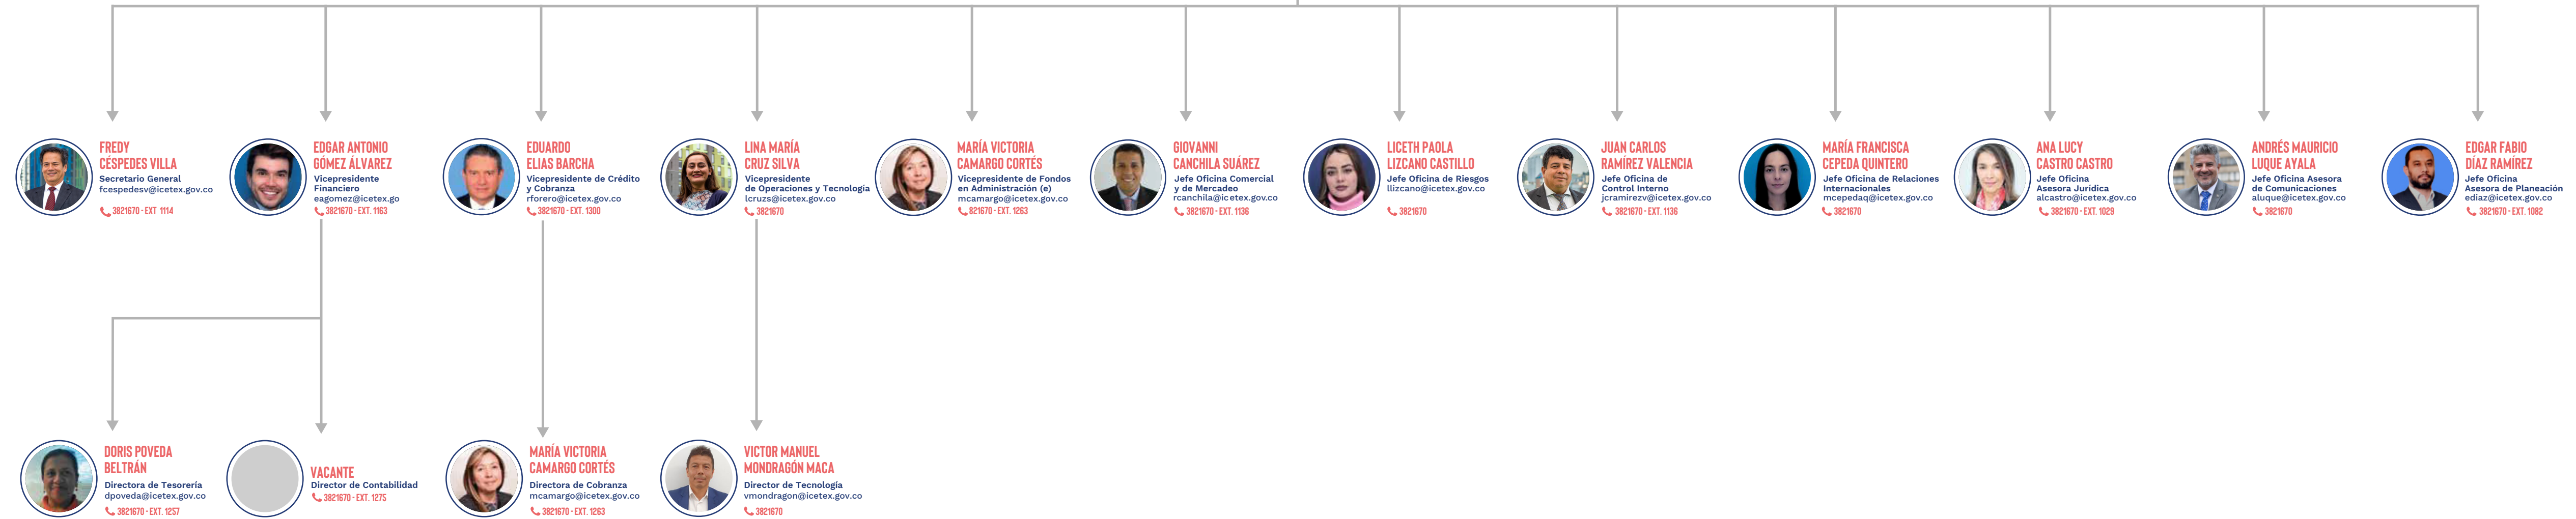 FREDY
CÉSPEDES VILLA
Secretario General
fcespedesv@icetex.gov.co
3821670 - EXT 1114
EDGAR ANTONIO
GÓMEZ ÁLVAREZ
Vicepresidente
Financiero
eagomez@icetex.go
3821670 - EXT. 1163
EDUARDO
ELIAS BARCHA
Vicepresidente de Crédito
y Cobranza
rforero@icetex.gov.co
3821670 - EXT. 1300
LINA MARÍA
CRUZ SILVA
Vicepresidente
de Operaciones y Tecnología
lcruzs@icetex.gov.co
3821670
MARÍA VICTORIA
CAMARGO CORTÉS
Vicepresidente de Fondos
en Administración (e)
mcamargo@icetex.gov.co
821670 - EXT. 1263
GIOVANNI
CANCHILA SUÁREZ
Jefe Oficina Comercial
y de Mercadeo
rcanchila@icetex.gov.co
3821670 - EXT. 1136
LICETH PAOLA
LIZCANO CASTILLO
Jefe Oficina de Riesgos
llizcano@icetex.gov.co
3821670
JUAN CARLOS
RAMÍREZ VALENCIA
Jefe Oficina de
Control Interno
jcramirezv@icetex.gov.co
3821670 - EXT. 1136
MARÍA FRANCISCA
CEPEDA QUINTERO
Jefe Oficina de Relaciones
Internacionales
mcepedaq@icetex.gov.co
3821670
ANA LUCY
CASTRO CASTRO
Jefe Oficina
Asesora Jurídica
alcastro@icetex.gov.co
3821670 - EXT. 1029
ANDRÉS MAURICIO
LUQUE AYALA
Jefe Oficina Asesora
de Comunicaciones
aluque@icetex.gov.co
3821670
EDGAR FABIO
DÍAZ RAMÍREZ
Jefe Oficina
Asesora de Planeación
ediaz@icetex.gov.co
3821670 - EXT. 1082
DORIS POVEDA
BELTRÁN
Directora de Tesorería
dpoveda@icetex.gov.co
3821670 - EXT. 1257
VACANTE
Director de Contabilidad
3821670 - EXT. 1275
MARÍA VICTORIA
CAMARGO CORTÉS
Directora de Cobranza
mcamargo@icetex.gov.co
3821670 - EXT. 1263
VICTOR MANUEL
MONDRAGÓN MACA
Director de Tecnología
vmondragon@icetex.gov.co
3821670